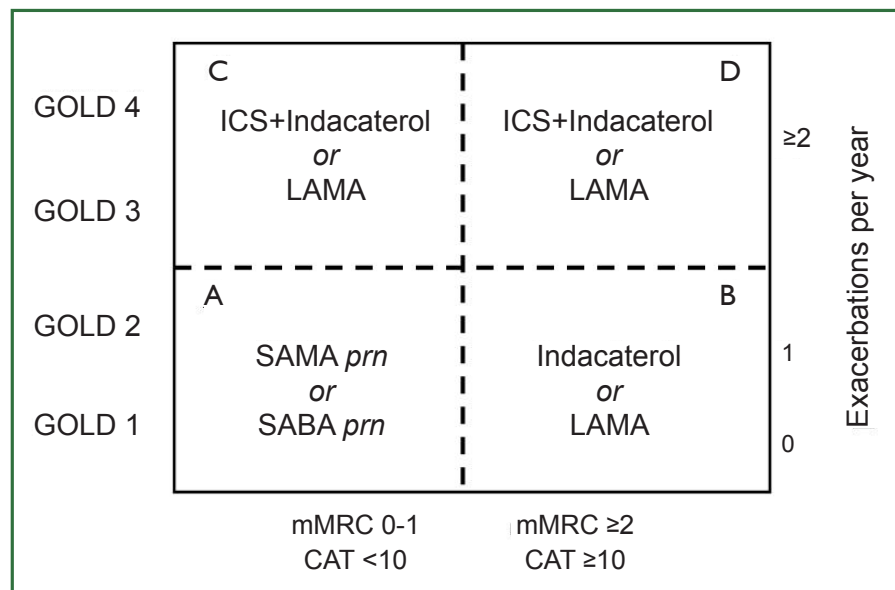 GOLD 4
GOLD 3
GOLD 2
GOLD 1
C
ICS+Indacaterol
or
LAMA
D
ICS+Indacaterol
or
LAMA
A
SAMA prn
or
SABA prn
B
Indacaterol
or
LAMA
≥2
1
0
Exacerbations per year
mMRC 0-1
CAT <10
mMRC ≥2
CAT ≥10